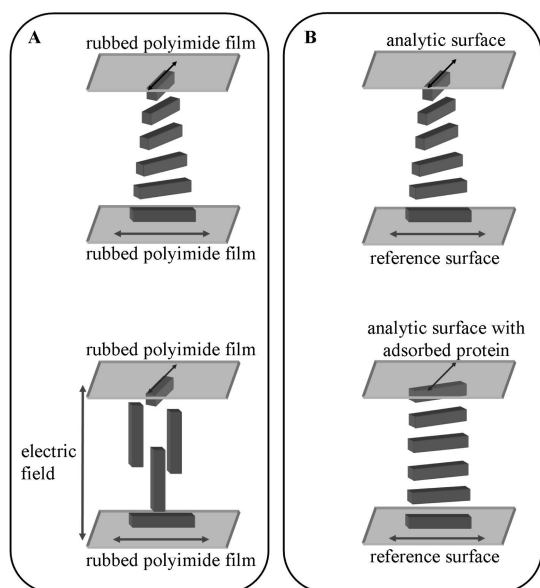 A
rubbed polyimide film
rubbed polyimide film
rubbed polyimide film
electric
field
rubbed polyimide film
B
analytic surface
reference surface
analytic surface with
adsorbed protein
reference surface